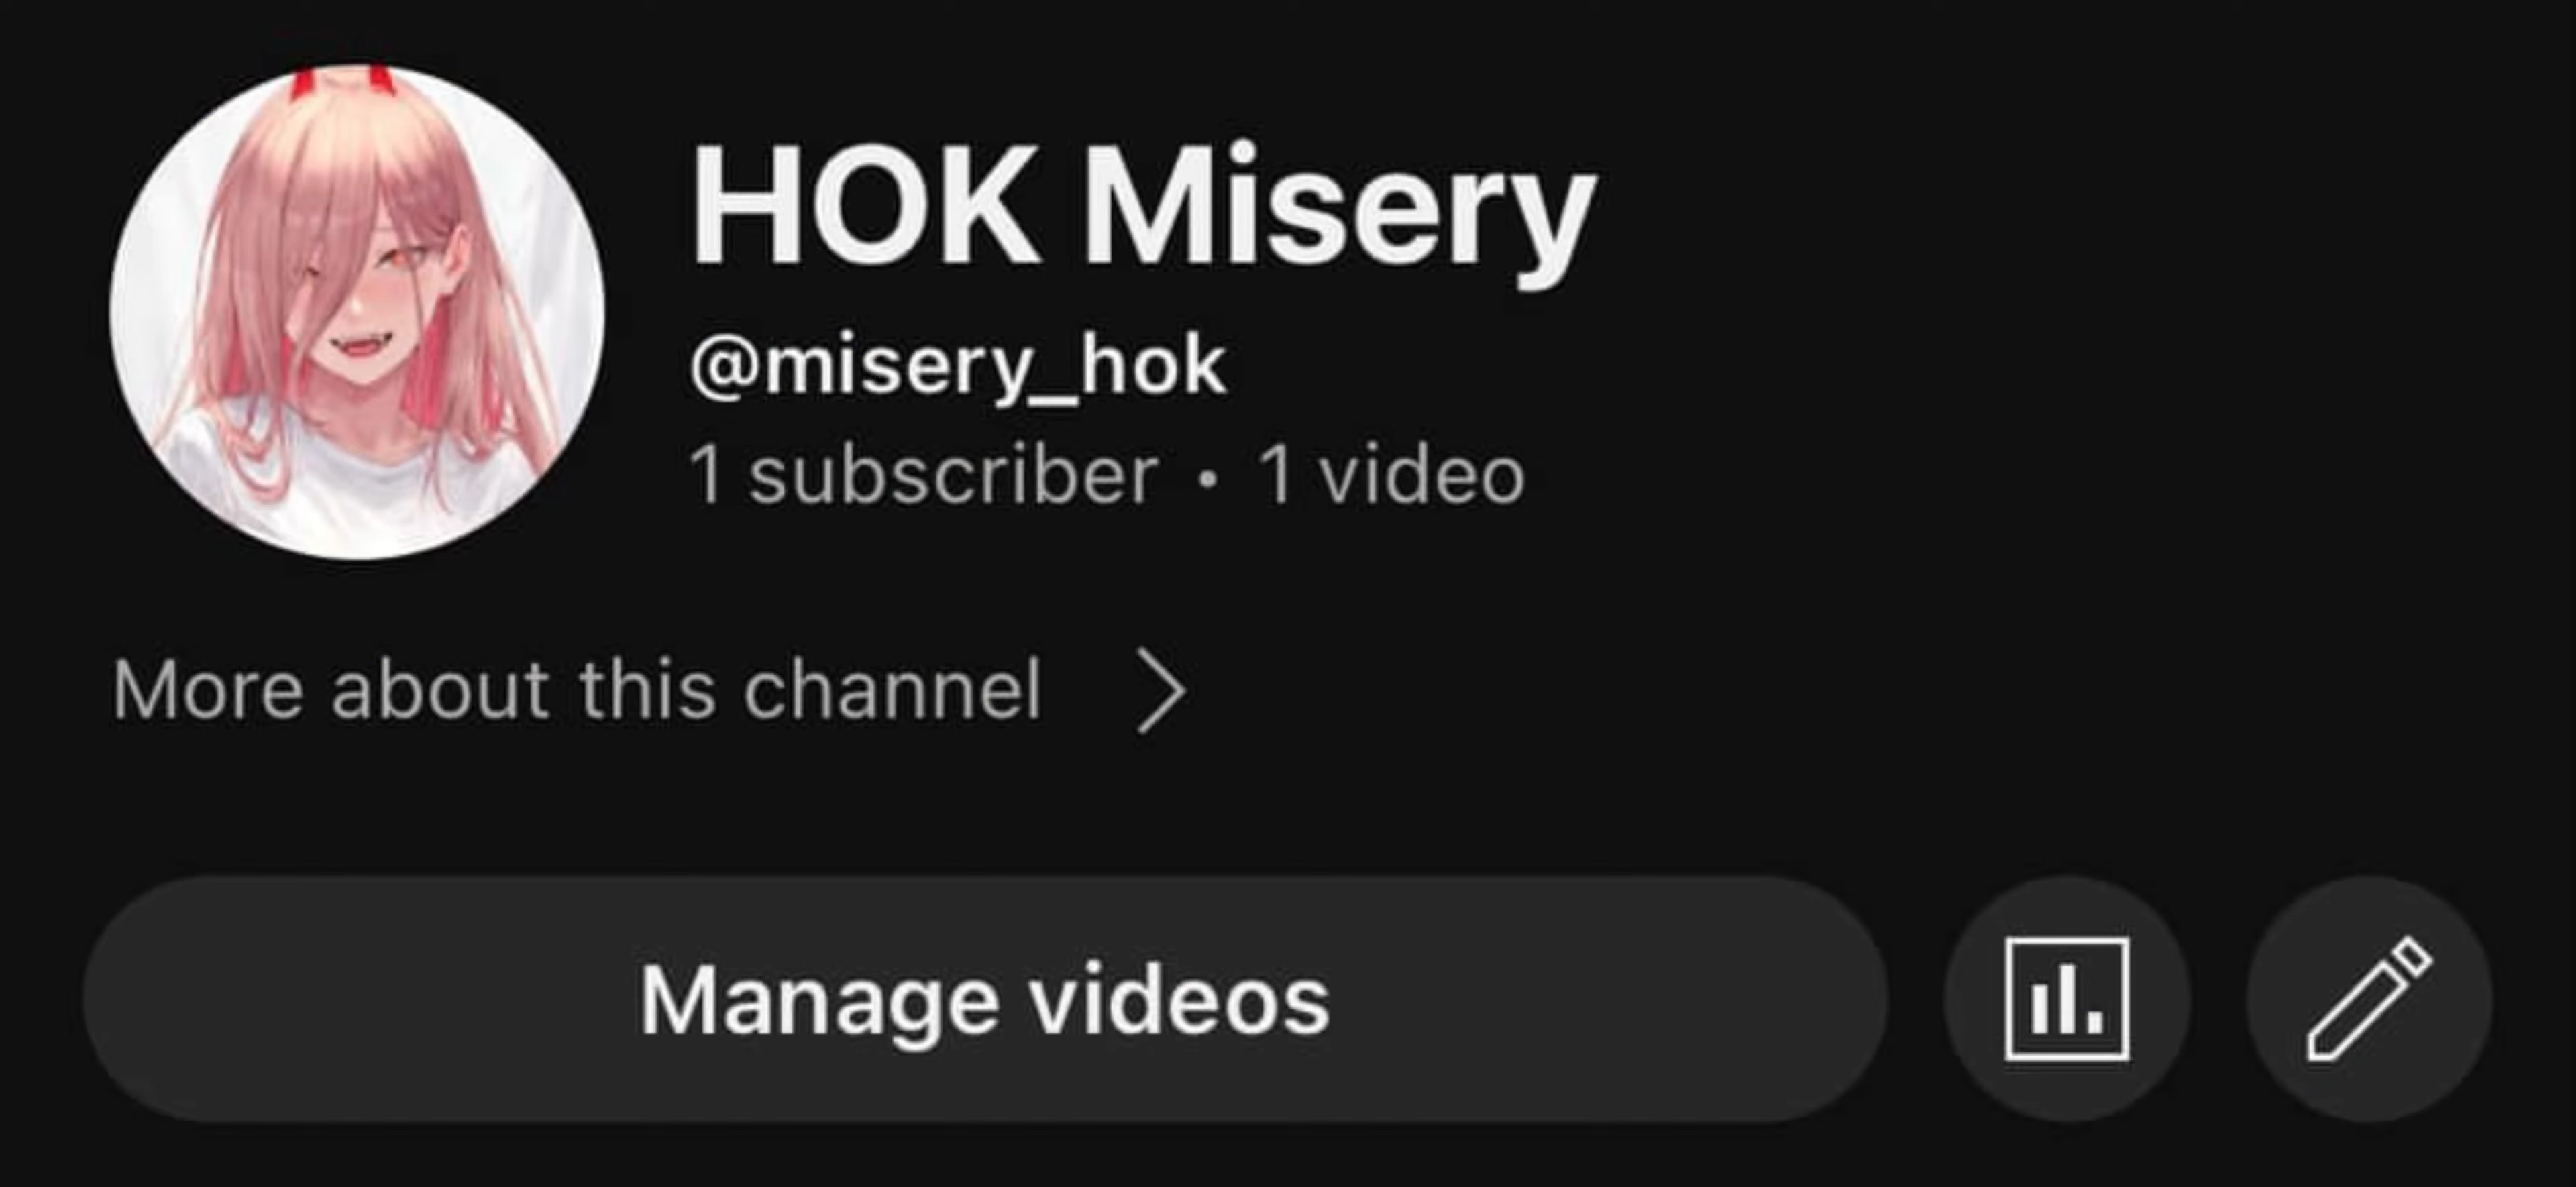 HOK Misery
@misery_hok
1 subscriber • 1 video
More about this channel
Manage videos